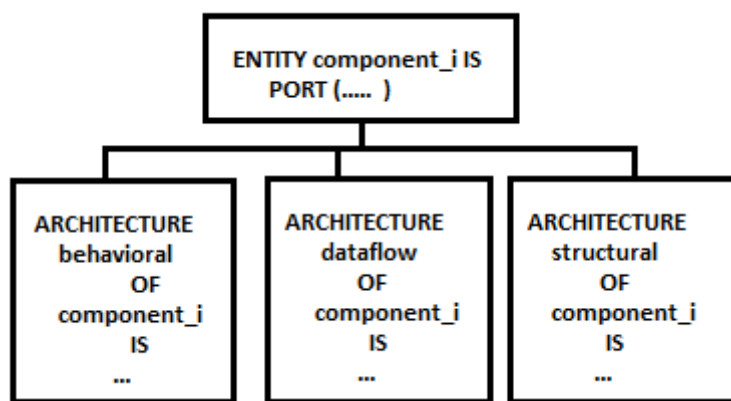 ENTITY component_i IS
PORT (..... )
ARCHITECTURE
behavioral
OF
component_i
IS
...
ARCHITECTURE
dataflow
OF
component_i
IS
...
ARCHITECTURE
structural
OF
component_i
IS
...